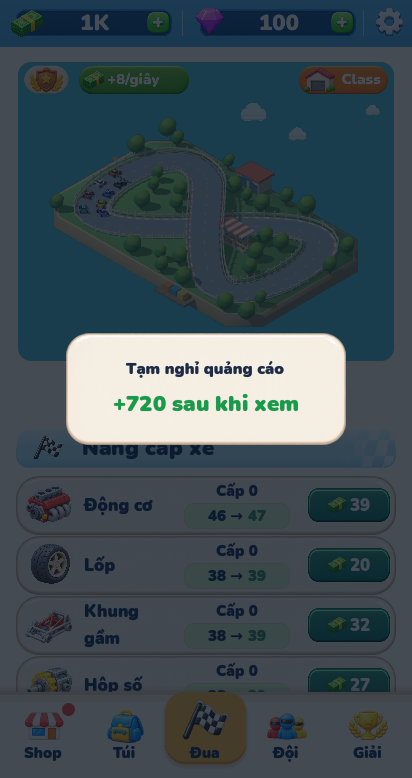 1K
100
+8/giây
Class
Tạm nghỉ quảng cáo
+720 sau khi xem
Nâng cấp xe
Động cơ
Cấp 0
46 → 47
39
Lốp
Cấp 0
38 → 39
20
Khung gầm
Cấp 0
38 → 39
32
Hộp số
Cấp 0
27
Shop
Túi
Đua
Đội
Giải